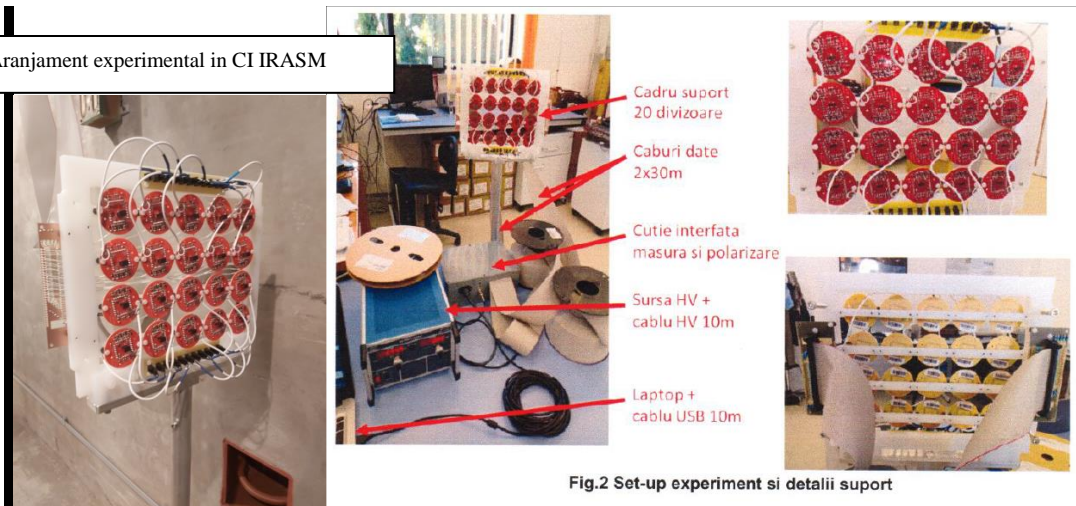 Aranjament experimental in CI IRASM
Cadru suport
20 divizoare
Caburi date
2x30m
Cutie interfata
masura si polarizare
Sursa HV +
cablu HV 10m
Laptop +
cablu USB 10m
Fig.2 Set-up experiment si detalii suport